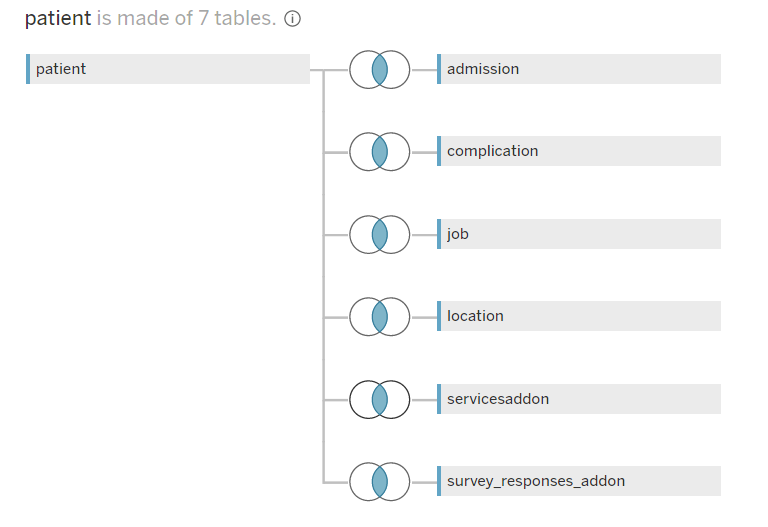 patient is made of 7 tables.
patient
admission
complication
job
location
servicesaddon
survey_responses_addon